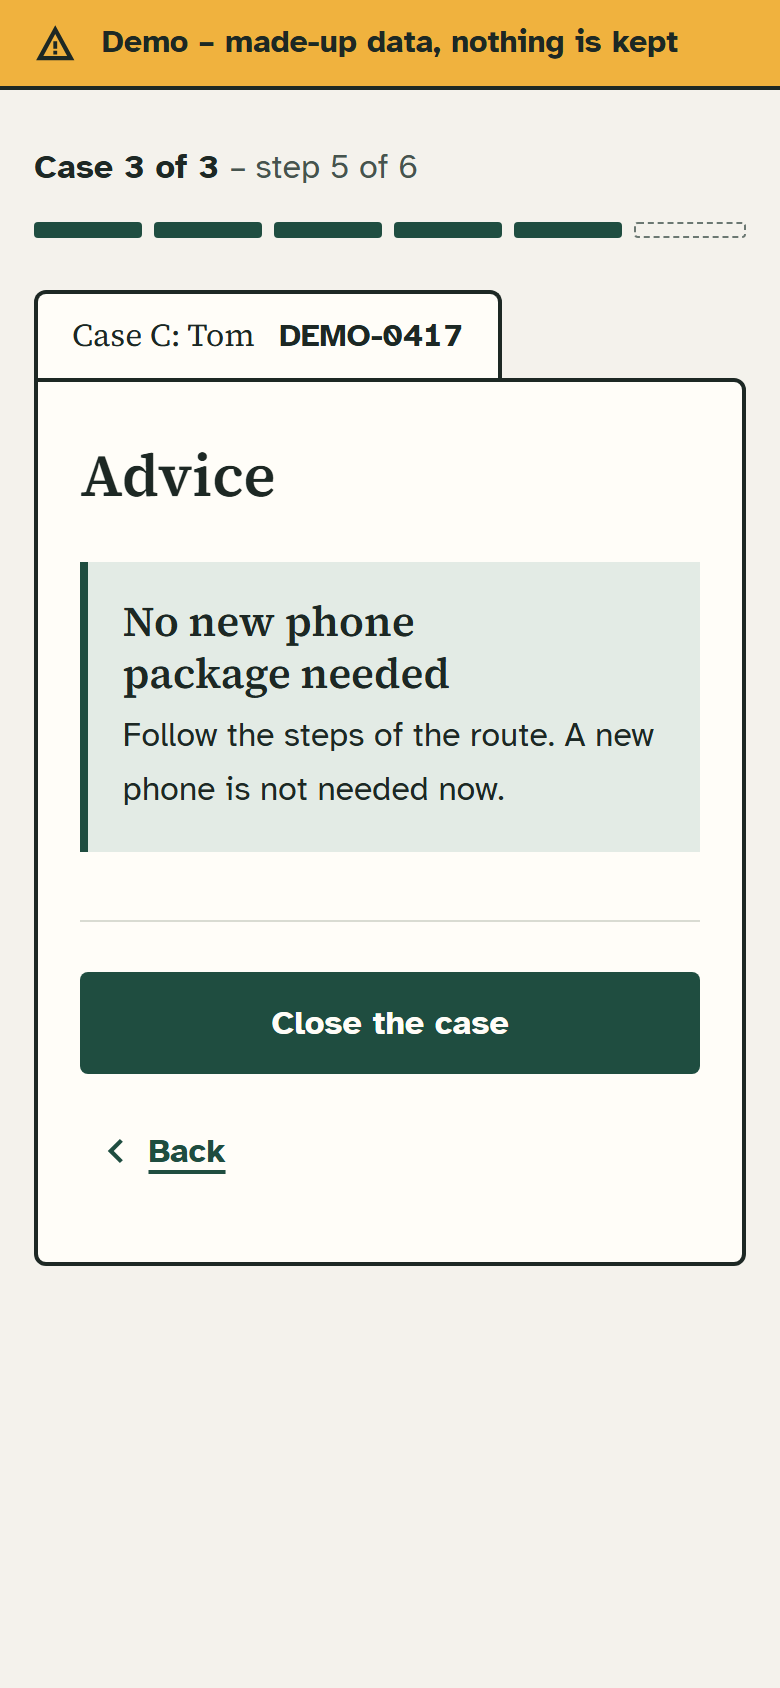 Demo – made-up data, nothing is kept
Case 3 of 3 – step 5 of 6
Case C: Tom DEMO-0417
Advice
No new phone
package needed
Follow the steps of the route. A new
phone is not needed now.
Close the case
Back